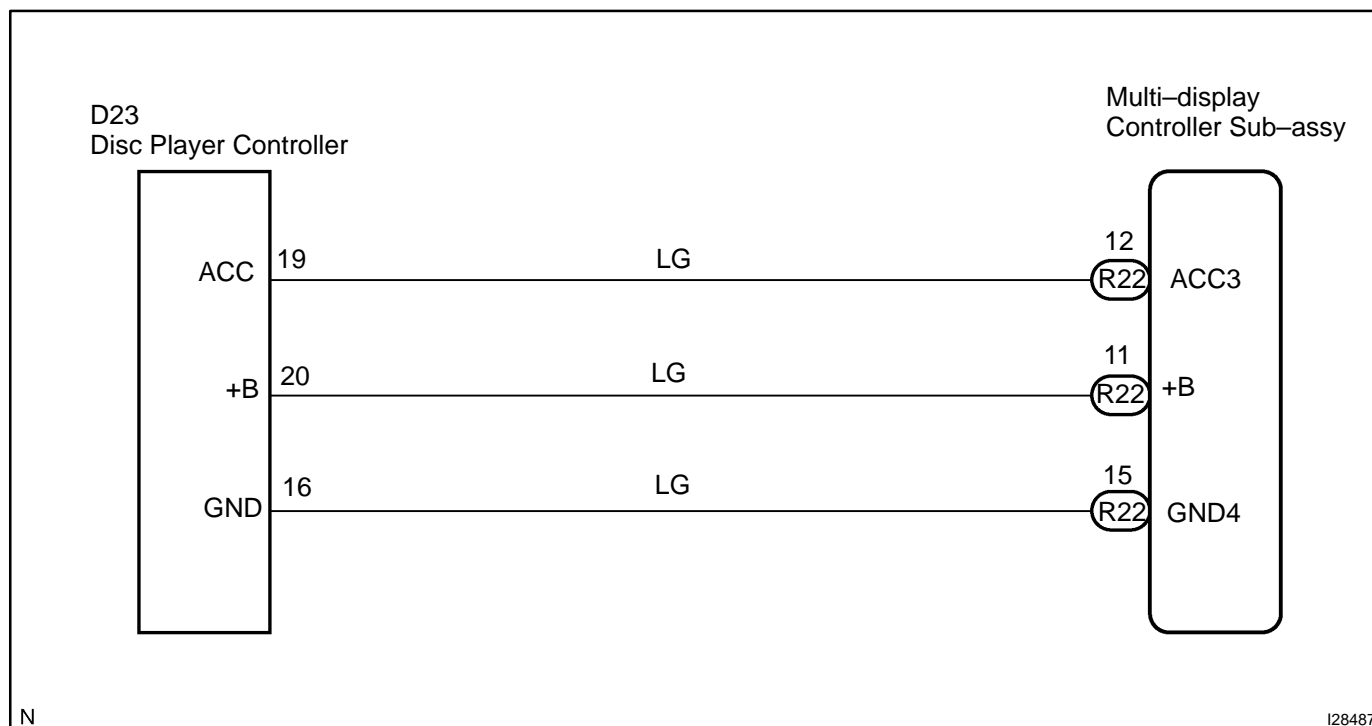 D23
Disc Player Controller
Multi–display
Controller Sub–assy
ACC 19 LG 12 R22 ACC3
+B 20 LG 11 R22 +B
GND 16 LG 15 R22 GND4
N
I28487